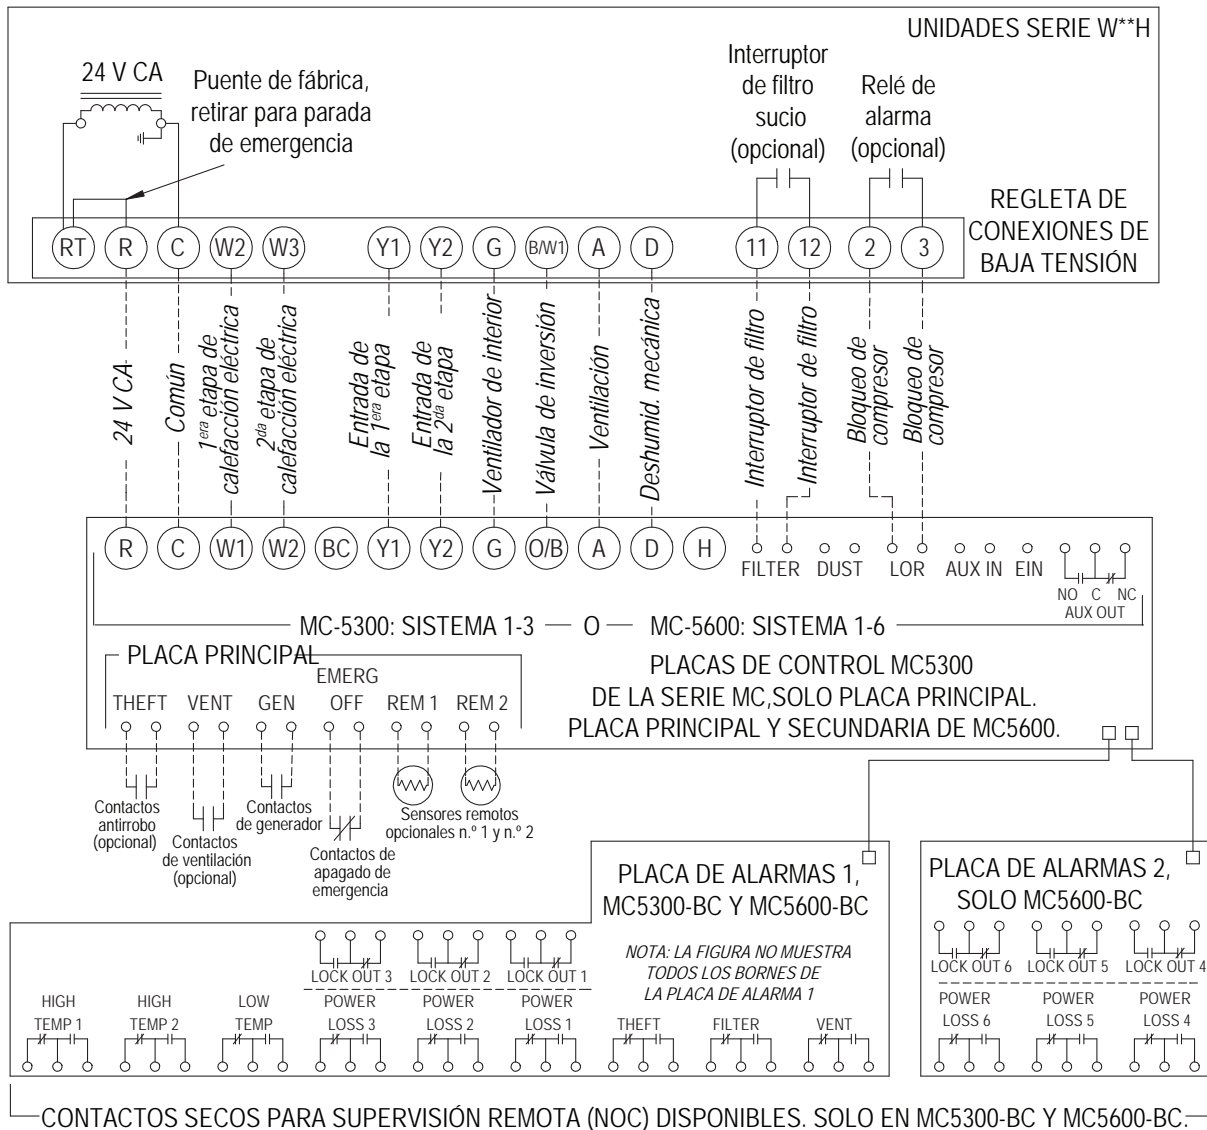 UNIDADES SERIE W**H
24 V CA
Puente de fábrica,
retirar para parada
de emergencia
Interruptor
de filtro
sucio
(opcional)
Relé de
alarma
(opcional)
REGLETA DE
CONEXIONES DE
BAJA TENSIÓN
RT R C W2 W3 Y1 Y2 G B/W1 A D 11 12 2 3
24 V CA
Común
1era etapa de
calefacción eléctrica
2da etapa de
calefacción eléctrica
Entrada de
la 1era etapa
Entrada de
la 2da etapa
Ventilador de interior
Válvula de inversión
Ventilación
Deshumid. mecánica
Interruptor de filtro
Interruptor de filtro
Bloqueo de
compresor
Bloqueo de
compresor
R C W1 W2 BC Y1 Y2 G O/B A D H
FILTER DUST LOR AUX IN EIN
NO C NC
AUX OUT
MC-5300: SISTEMA 1-3 — O — MC-5600: SISTEMA 1-6
PLACA PRINCIPAL
PLACAS DE CONTROL MC5300
DE LA SERIE MC,SOLO PLACA PRINCIPAL.
PLACA PRINCIPAL Y SECUNDARIA DE MC5600.
EMERG
THEFT VENT GEN OFF REM 1 REM 2
Contactos
antirrobo
(opcional)
Contactos
de ventilación
(opcional)
Contactos
de generador
Contactos de
apagado de
emergencia
Sensores remotos
opcionales n.º 1 y n.º 2
PLACA DE ALARMAS 1,
MC5300-BC Y MC5600-BC
NOTA: LA FIGURA NO MUESTRA
TODOS LOS BORNES DE
LA PLACA DE ALARMA 1
LOCK OUT 3 LOCK OUT 2 LOCK OUT 1
HIGH
TEMP 1
HIGH
TEMP 2
LOW
TEMP
POWER
LOSS 3
POWER
LOSS 2
POWER
LOSS 1
THEFT
FILTER
VENT
PLACA DE ALARMAS 2,
SOLO MC5600-BC
LOCK OUT 6 LOCK OUT 5 LOCK OUT 4
POWER
LOSS 6
POWER
LOSS 5
POWER
LOSS 4
CONTACTOS SECOS PARA SUPERVISIÓN REMOTA (NOC) DISPONIBLES. SOLO EN MC5300-BC Y MC5600-BC.